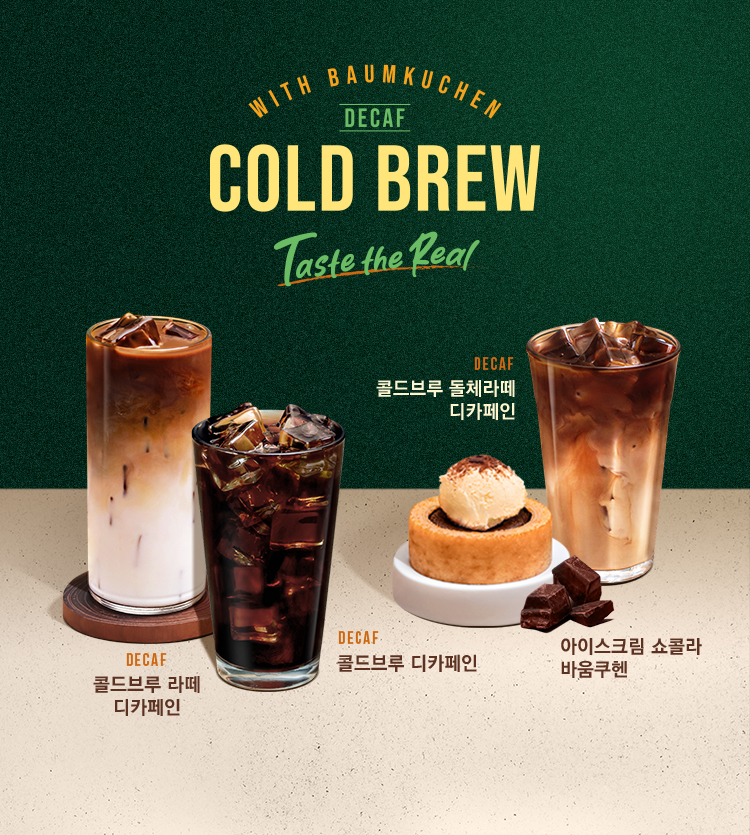 WITH BAUMKUCHEN
DECAF
COLD BREW
Taste the Real
DECAF
콜드브루 돌체라떼
디카페인
DECAF
콜드브루 디카페인
아이스크림 쇼콜라
바움쿠헨
DECAF
콜드브루 라떼
디카페인